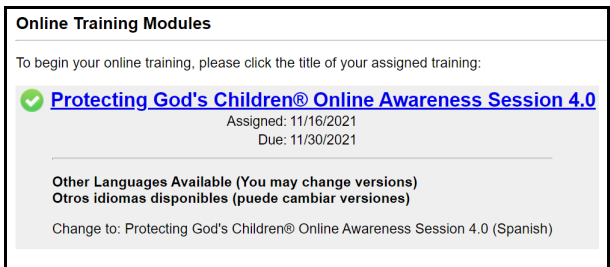 Online Training Modules
To begin your online training, please click the title of your assigned training:
Protecting God's Children® Online Awareness Session 4.0
Assigned: 11/16/2021
Due: 11/30/2021
Other Languages Available (You may change versions)
Otros idiomas disponibles (puede cambiar versiones)
Change to: Protecting God's Children® Online Awareness Session 4.0 (Spanish)